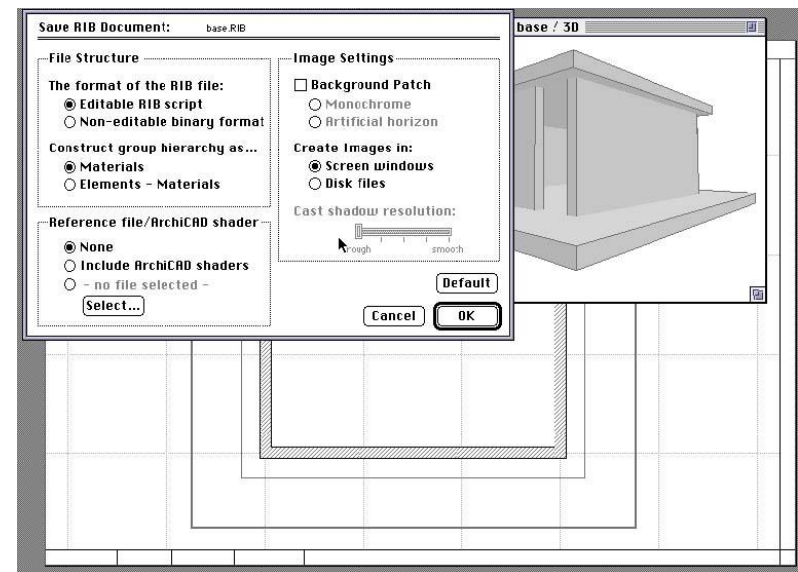 Save RIB Document: base.RIB
base / 3D
File Structure
The format of the RIB file:
Editable RIB script
Non-editable binary format
Construct group hierarchy as...
Materials
Elements - Materials
Reference file/ArchiCAD shader
None
Include ArchiCAD shaders
- no file selected -
Select...
Image Settings
Background Patch
Monochrome
Artificial horizon
Create Images in:
Screen windows
Disk files
Cast shadow resolution:
rough smooth
Default
Cancel OK